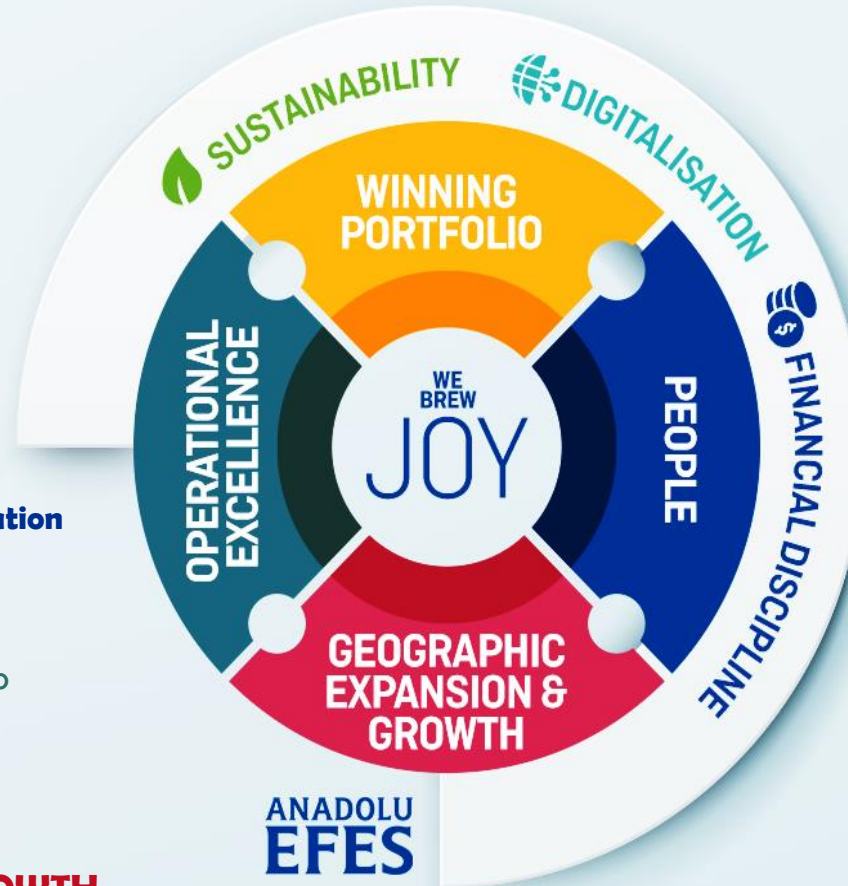 SUSTAINABILITY
DIGITALISATION
FINANCIAL DISCIPLINE
WINNING
PORTFOLIO
OPERATIONAL
EXCELLENCE
WE
BREW
JOY
PEOPLE
GEOGRAPHIC
EXPANSION &
GROWTH
ANADOLU
EFES